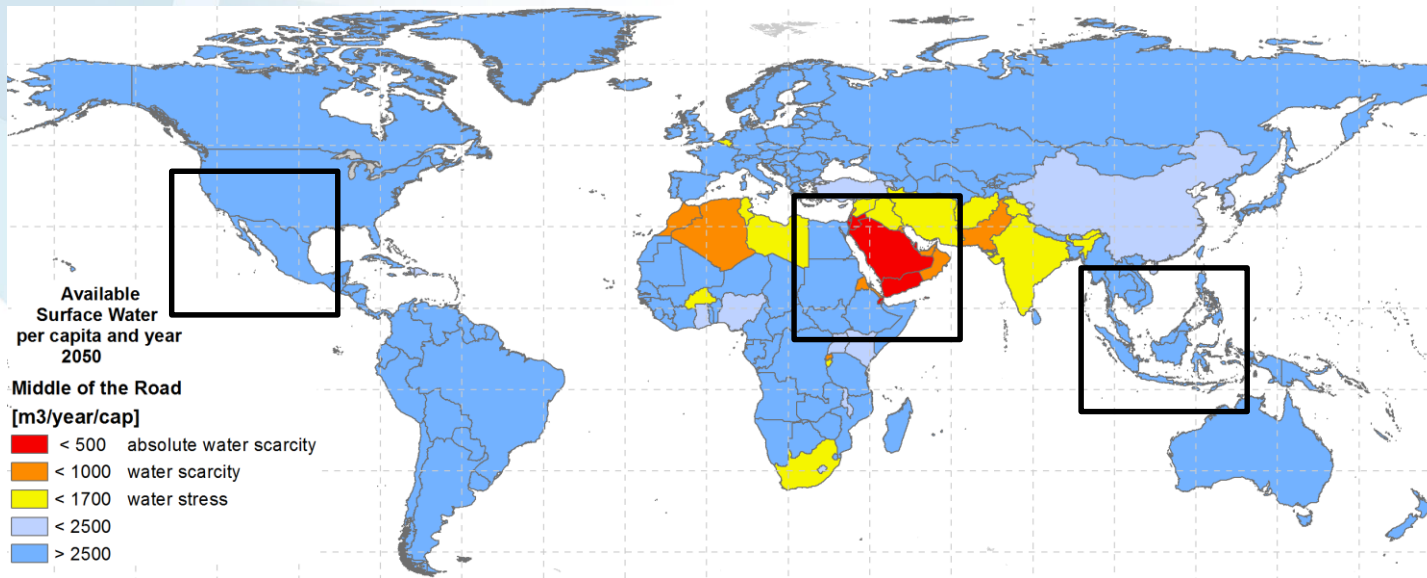 Available
Surface Water
per capita and year
2050
Middle of the Road
[m3/year/cap]
< 500 absolute water scarcity
< 1000 water scarcity
< 1700 water stress
< 2500
> 2500